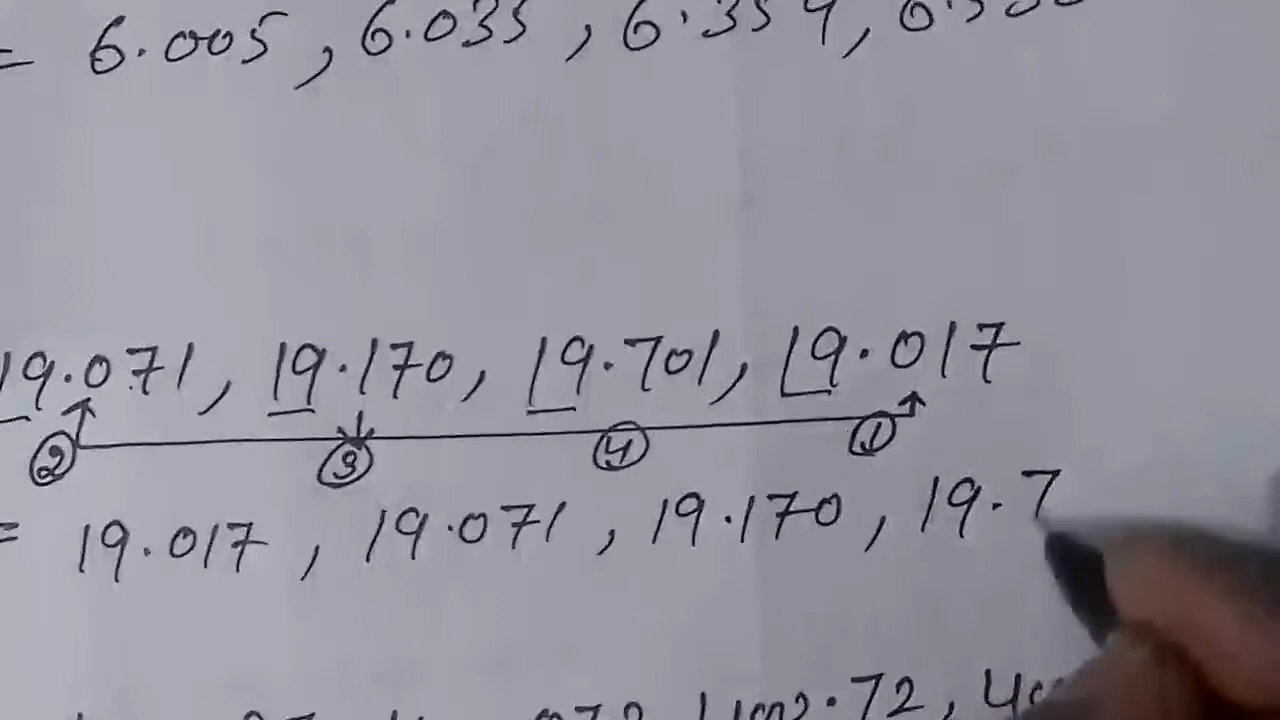 = 6.005, 6.035, 6.354,
19.071, 19.170, 19.701, 19.017
2 3 4 1
= 19.017, 19.071, 19.170, 19.7
.72,